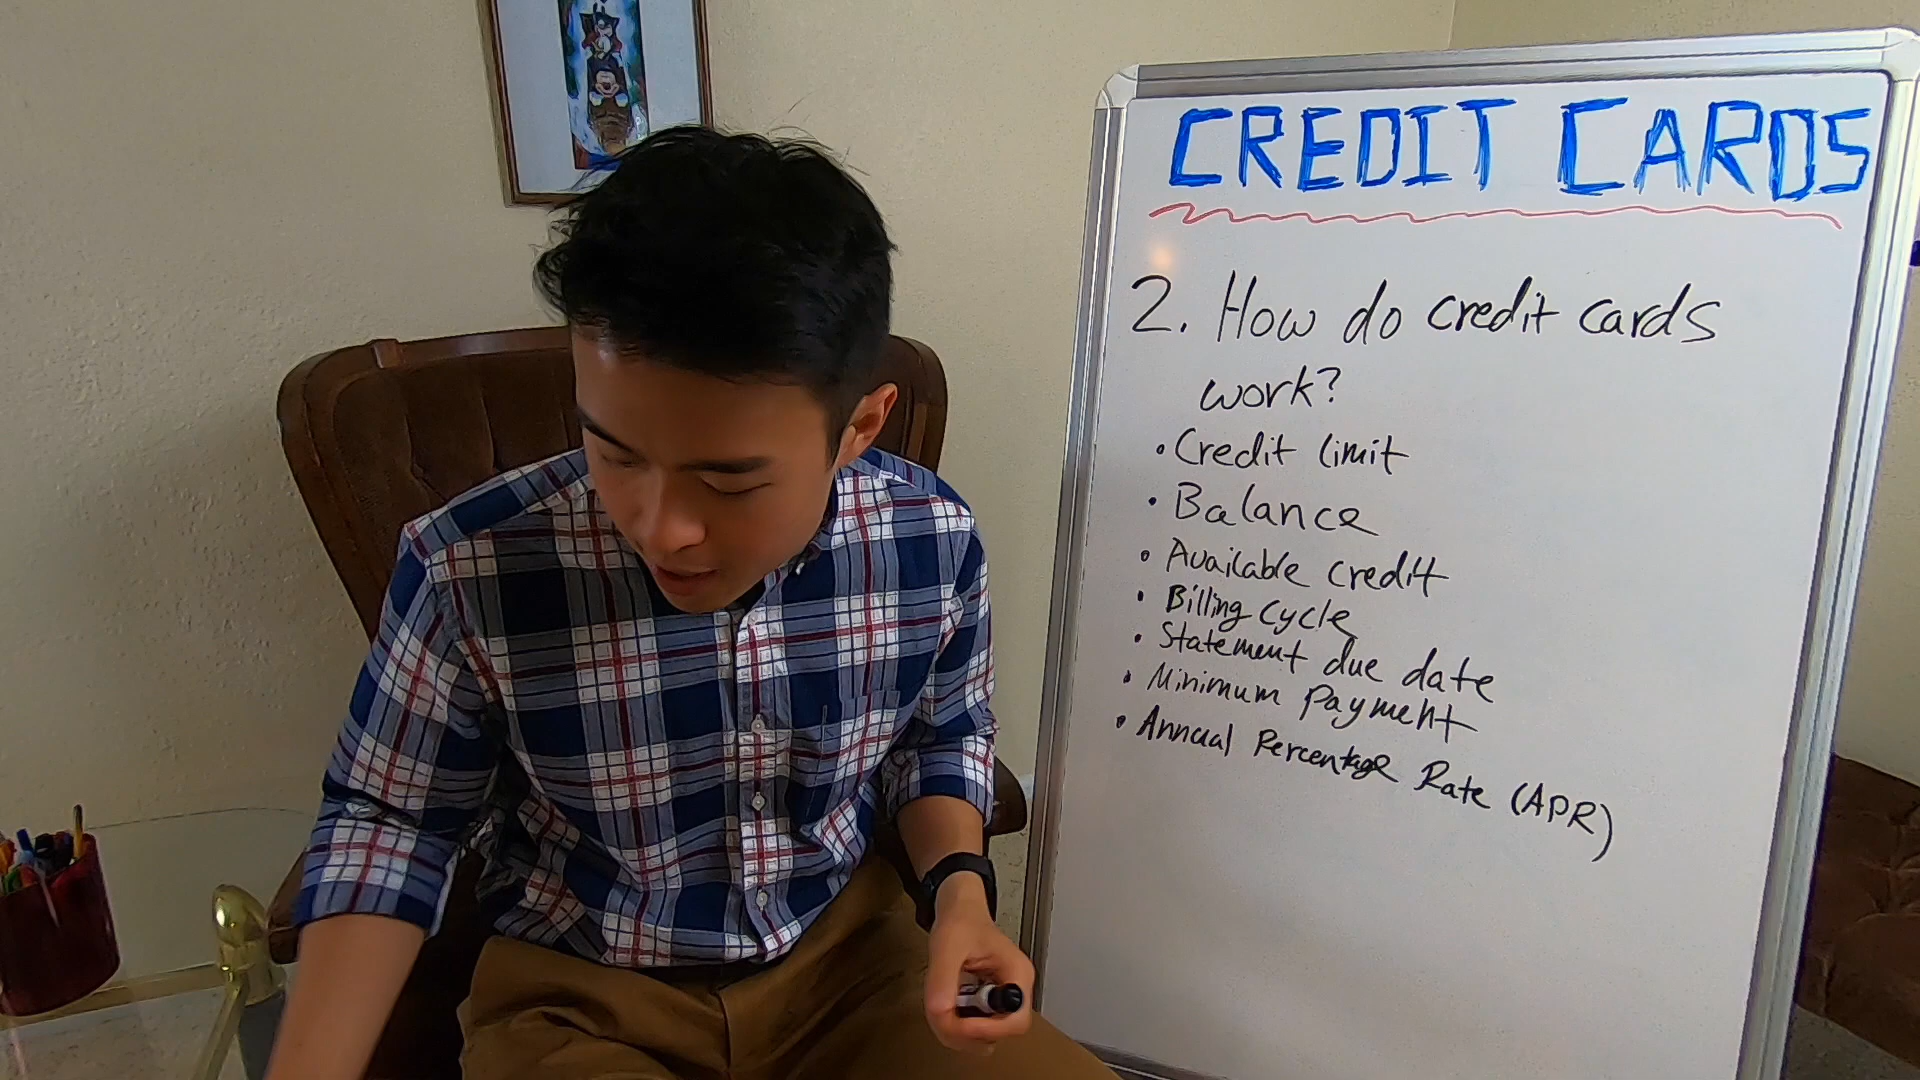 CREDIT CARDS
2. How do credit cards
work?
• Credit limit
• Balance
• Available credit
• Billing cycle
• Statement due date
• Minimum payment
• Annual Percentage Rate (APR)